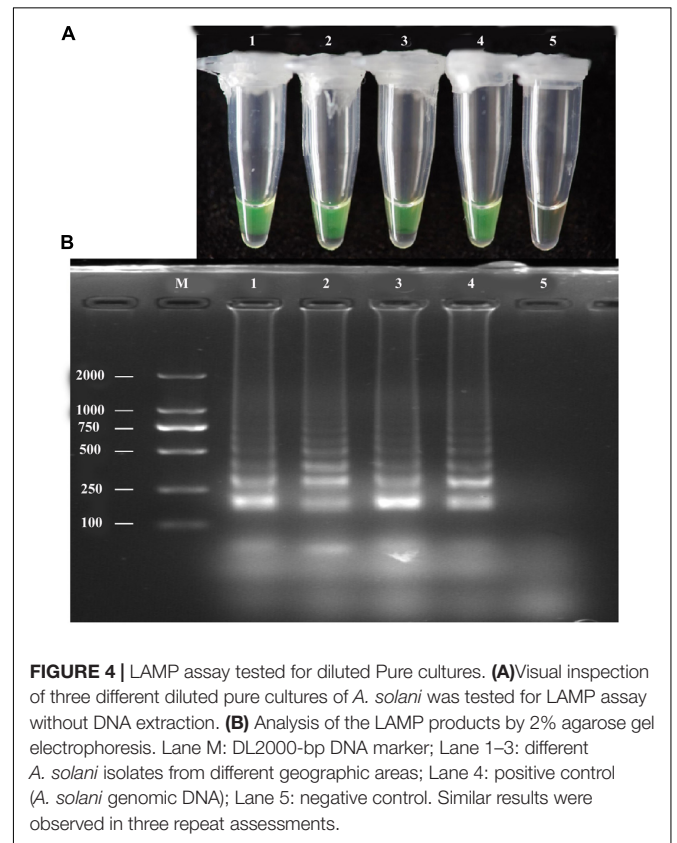 A
1 2 3 4 5
B
M 1 2 3 4 5
2000
1000
750
500
250
100
FIGURE 4 | LAMP assay tested for diluted Pure cultures. (A)Visual inspection
of three different diluted pure cultures of A. solani was tested for LAMP assay
without DNA extraction. (B) Analysis of the LAMP products by 2% agarose gel
electrophoresis. Lane M: DL2000-bp DNA marker; Lane 1–3: different
A. solani isolates from different geographic areas; Lane 4: positive control
(A. solani genomic DNA); Lane 5: negative control. Similar results were
observed in three repeat assessments.